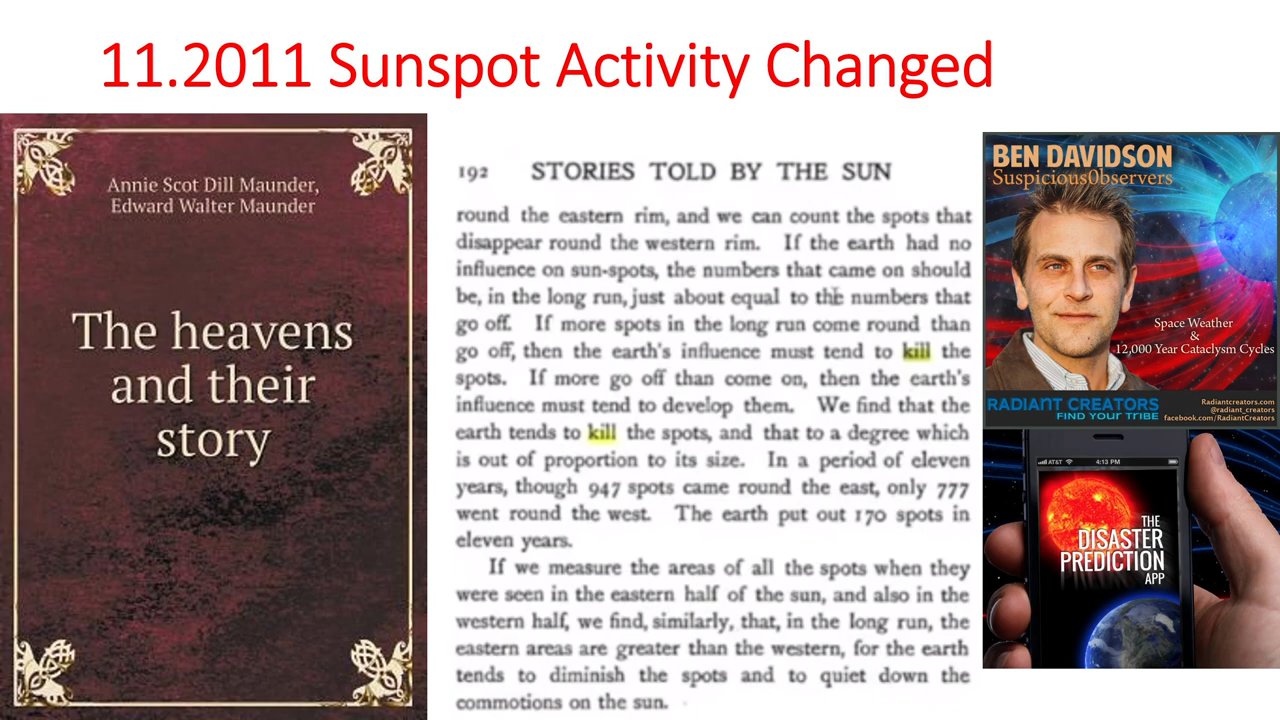 11.2011 Sunspot Activity Changed
Annie Scot Dill Maunder,
Edward Walter Maunder
The heavens
and their
story
192 STORIES TOLD BY THE SUN
round the eastern rim, and we can count the spots that
disappear round the western rim. If the earth had no
influence on sun-spots, the numbers that came on should
be, in the long run, just about equal to the numbers that
go off. If more spots in the long run come round than
go off, then the earth's influence must tend to kill the
spots. If more go off than come on, then the earth's
influence must tend to develop them. We find that the
earth tends to kill the spots, and that to a degree which
is out of proportion to its size. In a period of eleven
years, though 947 spots came round the east, only 777
went round the west. The earth put out 170 spots in
eleven years.
If we measure the areas of all the spots when they
were seen in the eastern half of the sun, and also in the
western half, we find, similarly, that, in the long run, the
eastern areas are greater than the western, for the earth
tends to diminish the spots and to quiet down the
commotions on the sun.
BEN DAVIDSON
Suspicious0bservers
Space Weather
&
12,000 Year Cataclysm Cycles
RADIANT CREATORS
FIND YOUR TRIBE
Radiantcreators.com
@radiant_creators
facebook.com/RadiantCreators
AT&T 4:13 PM
THE
DISASTER
PREDICTION
APP